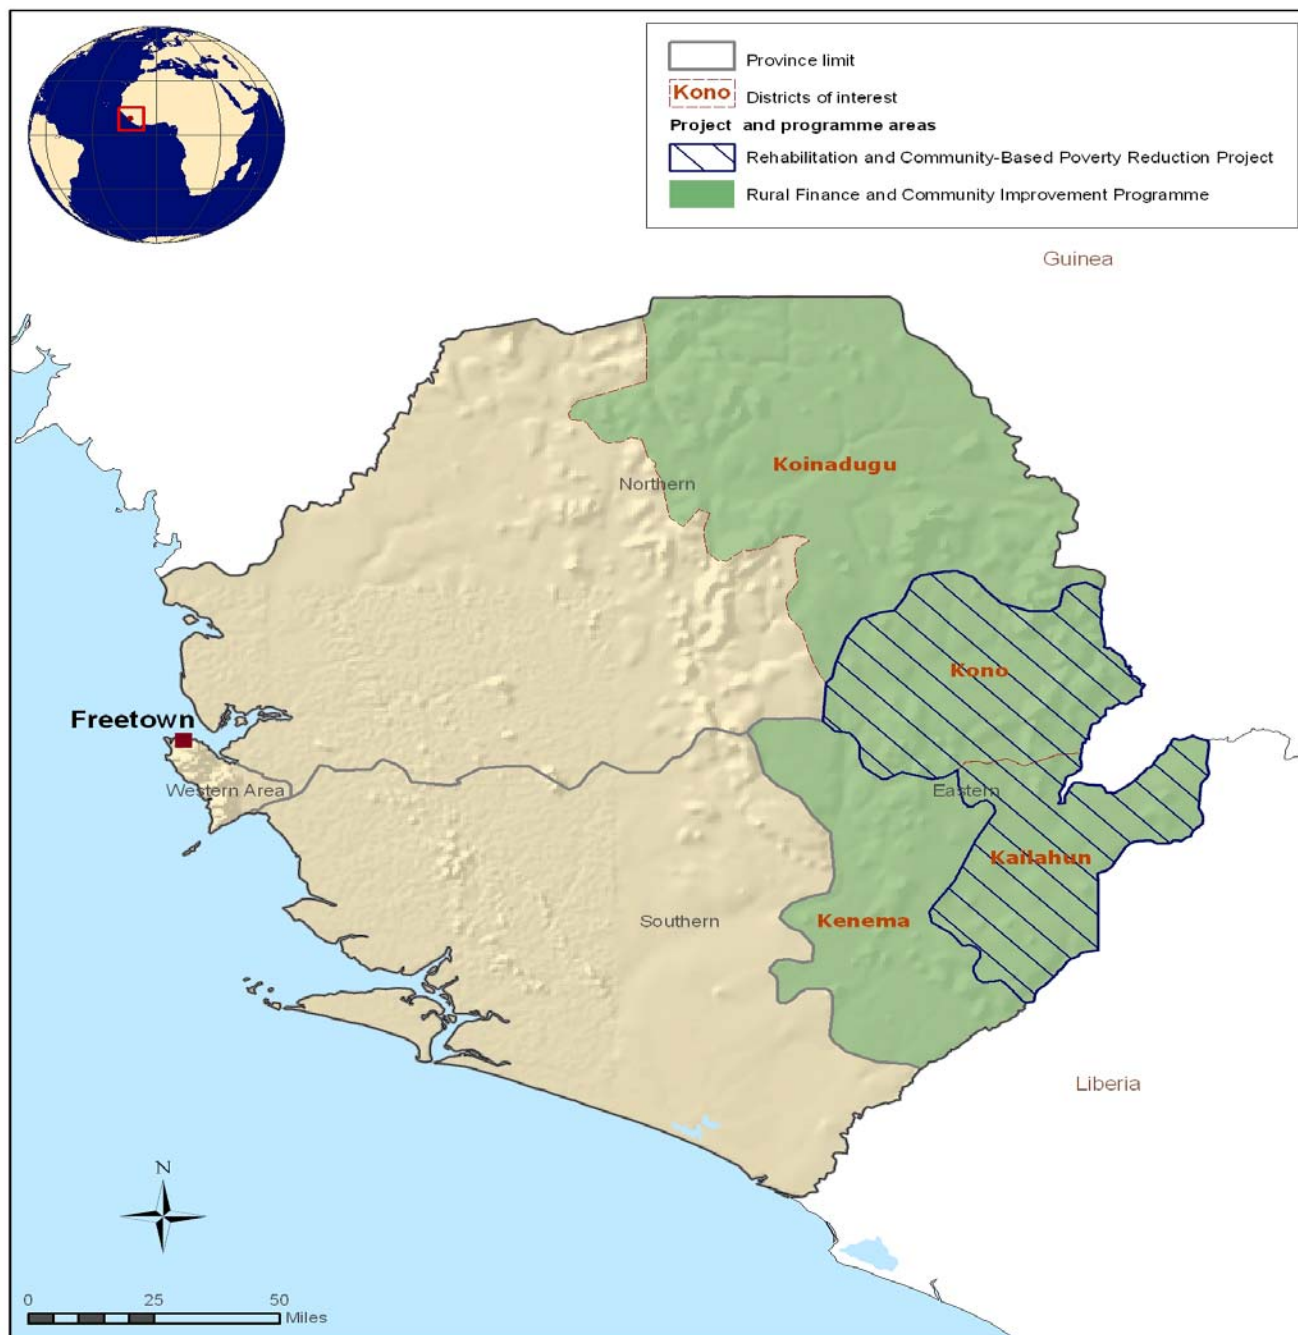 Province limit
Kono Districts of interest
Project and programme areas
Rehabilitation and Community-Based Poverty Reduction Project
Rural Finance and Community Improvement Programme
Guinea
Koinadugu
Northern
Kono
Freetown
Western Area
Eastern
Kailahun
Southern
Kenema
Liberia
N
0 25 50
Miles